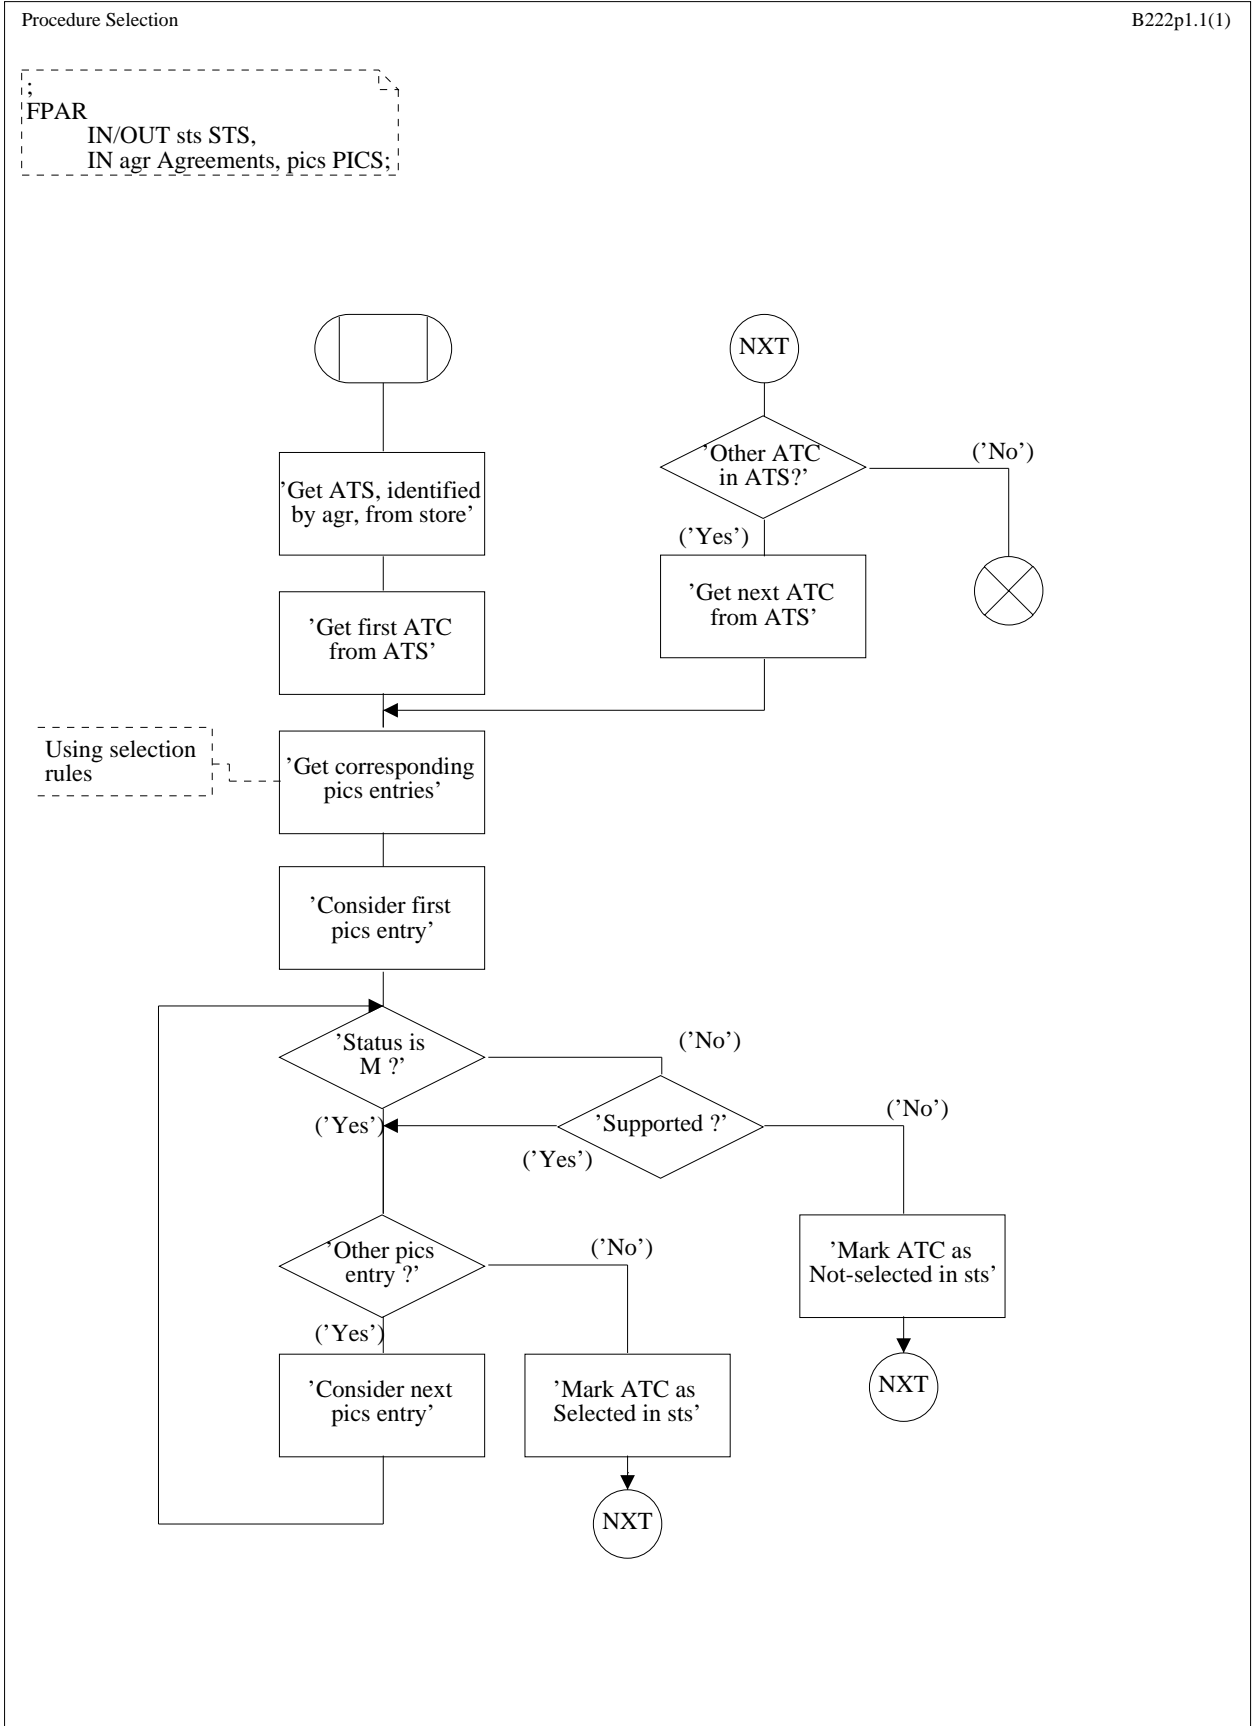 Procedure Selection
B222p1.1(1)
;
FPAR
IN/OUT sts STS,
IN agr Agreements, pics PICS;
NXT
’Other ATC
in ATS?’
(’No’)
(’Yes’)
’Get ATS, identified
by agr, from store’
’Get next ATC
from ATS’
’Get first ATC
from ATS’
Using selection
rules
’Get corresponding
pics entries’
’Consider first
pics entry’
’Status is
M ?’
(’No’)
(’Yes’)
’Supported ?’
(’No’)
(’Yes’)
’Other pics
entry ?’
(’No’)
(’Yes’)
’Mark ATC as
Not-selected in sts’
NXT
’Consider next
pics entry’
’Mark ATC as
Selected in sts’
NXT